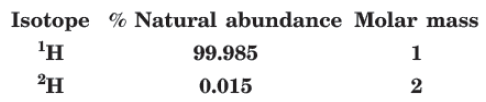 Isotope % Natural abundance Molar mass
¹H 99.985 1
²H 0.015 2